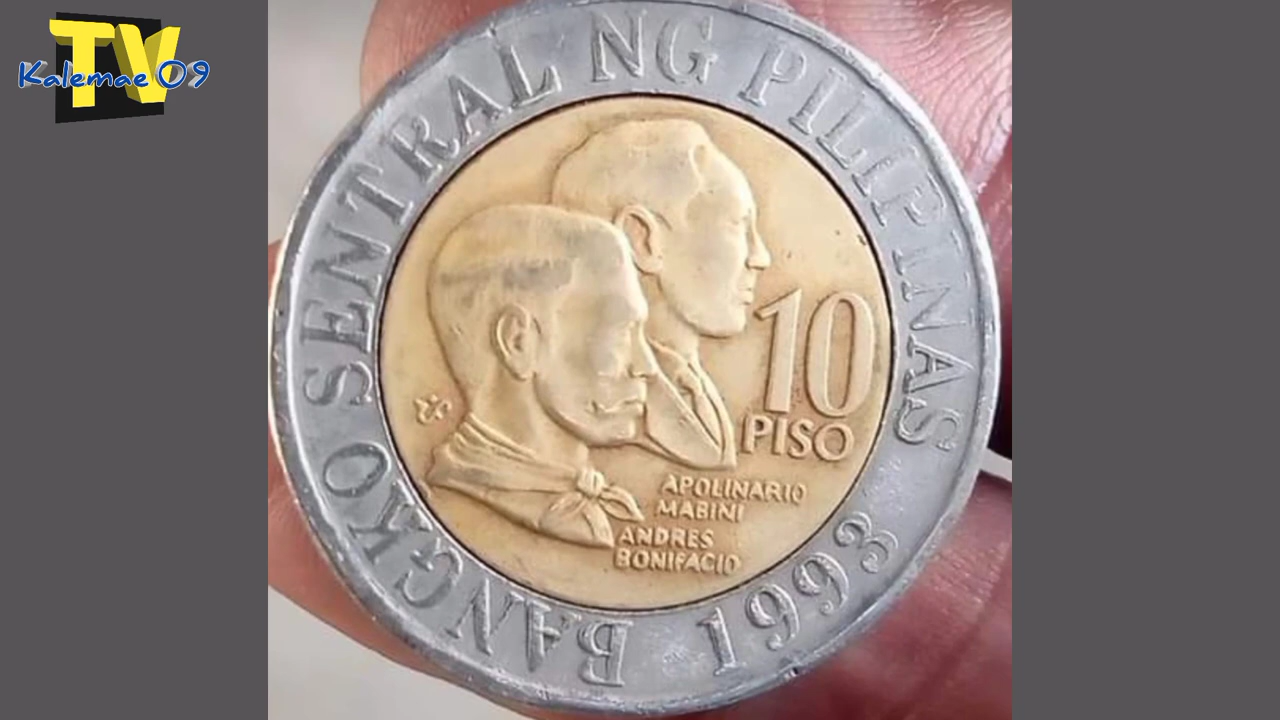 TV
Kalemae 09
BANGKO SENTRAL NG PILIPINAS
10
PISO
APOLINARIO
MABINI
ANDRES
BONIFACIO
1993